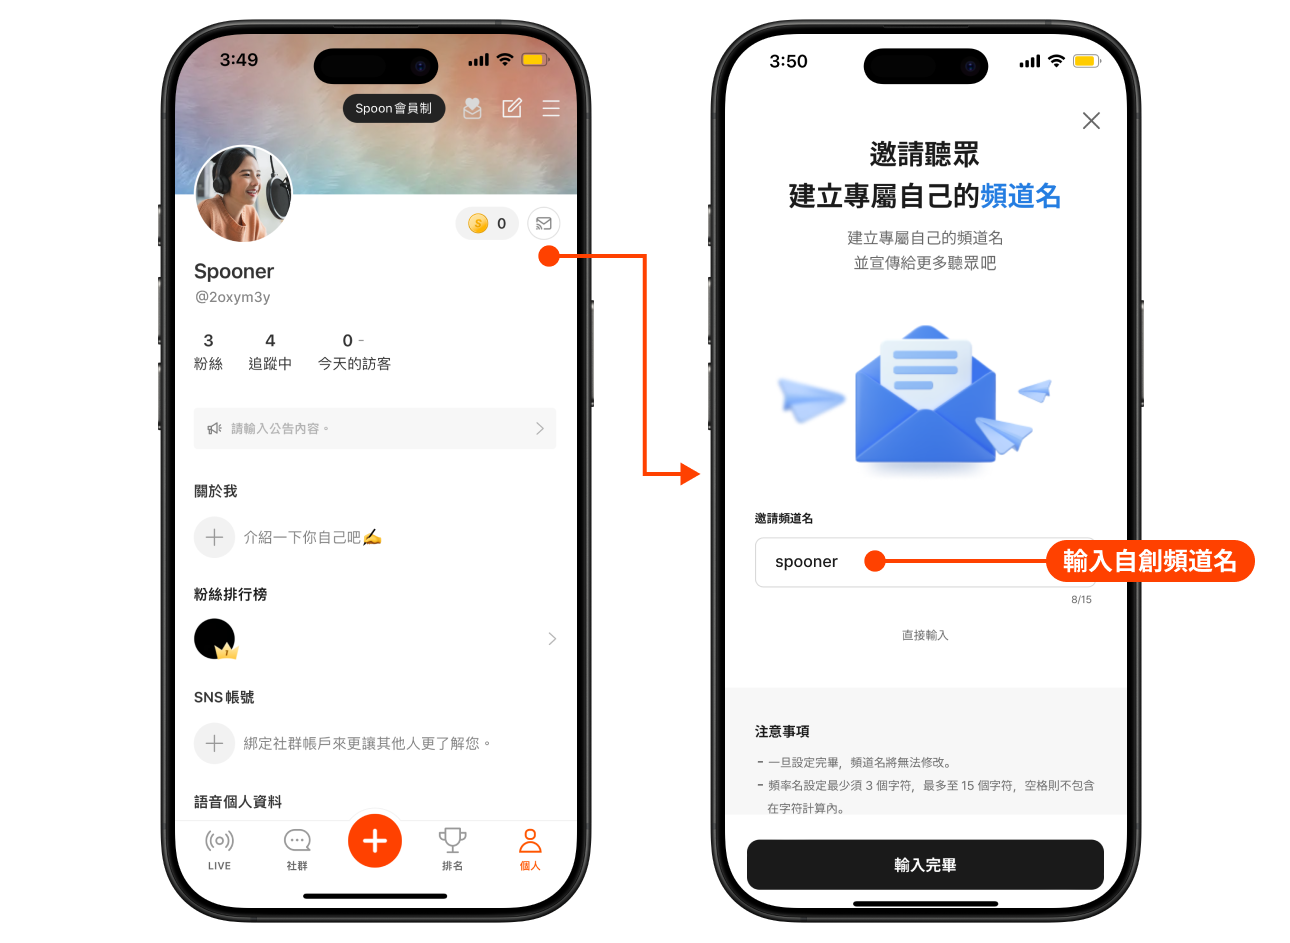 3:49
Spoon會員制
S 0
Spooner
@2oxym3y
3 4 0 -
粉絲 追蹤中 今天的訪客
請輸入公告內容。
關於我
介紹一下你自己吧✍️
粉絲排行榜
1
SNS帳號
綁定社群帳戶來更讓其他人更了解您。
語音個人資料
LIVE 社群 排名 個人
3:50
邀請聽眾
建立專屬自己的頻道名
建立專屬自己的頻道名
並宣傳給更多聽眾吧
邀請頻道名
spooner
輸入自創頻道名
8/15
直接輸入
注意事項
- 一旦設定完畢，頻道名將無法修改。
- 頻率名設定最少須 3 個字符，最多至 15 個字符，空格則不包含
在字符計算內。
輸入完畢